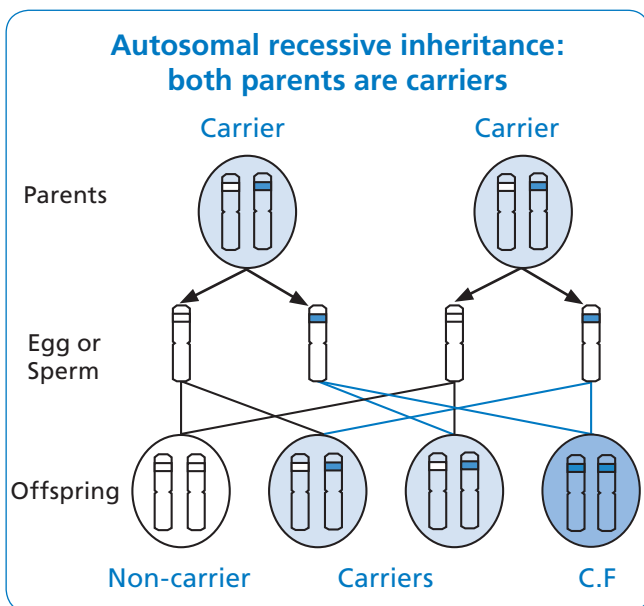 Autosomal recessive inheritance:
both parents are carriers
Carrier Carrier
Parents
Egg or
Sperm
Offspring
Non-carrier Carriers C.F